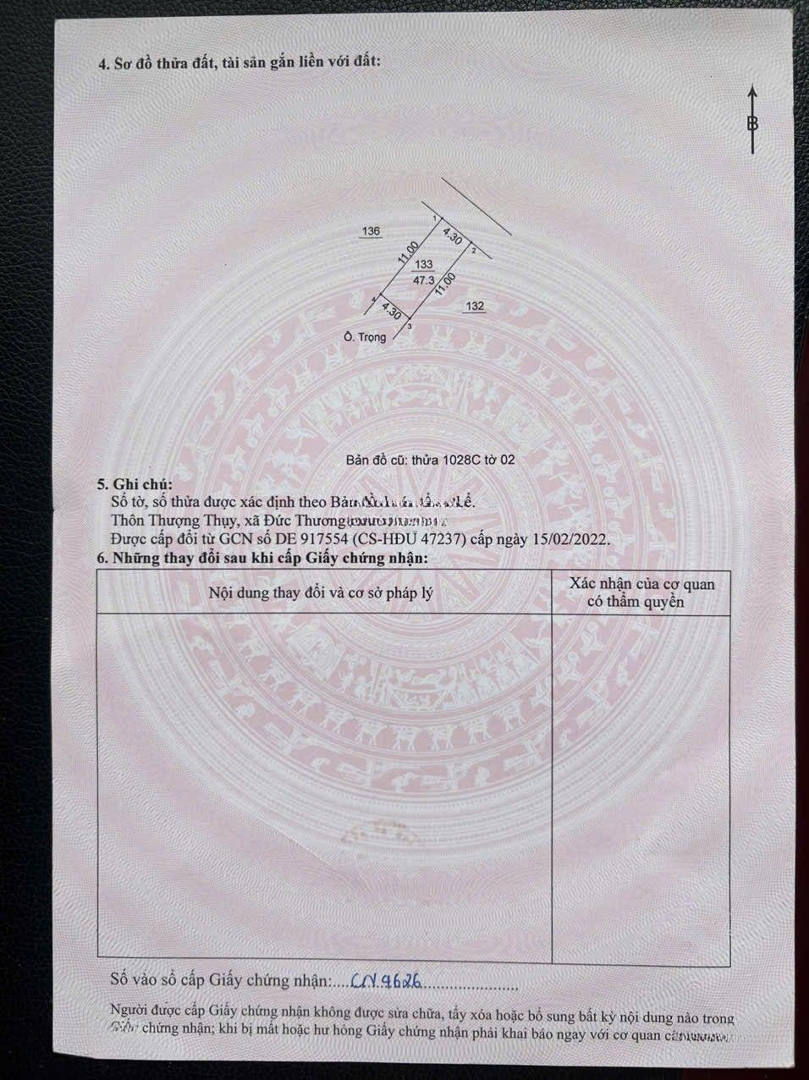 4. Sơ đồ thửa đất, tài sản gắn liền với đất:
B
136
1
4.30
2
11.00
133
47.3
11.00
132
4
4.30
3
Ô. Trọng
Bản đồ cũ: thửa 1028C tờ 02
5. Ghi chú:
Số tờ, số thửa được xác định theo
Thôn Thượng Thụy, xã Đức Thượng
Được cấp đổi từ GCN số DE 917554 (CS-HĐU 47237) cấp ngày 15/02/2022.
6. Những thay đổi sau khi cấp Giấy chứng nhận:
Nội dung thay đổi và cơ sở pháp lý
Xác nhận của cơ quan
có thẩm quyền
Số vào sổ cấp Giấy chứng nhận:....CN.9626......................
Người được cấp Giấy chứng nhận không được sửa chữa, tẩy xóa hoặc bổ sung bất kỳ nội dung nào trong
chứng nhận; khi bị mất hoặc hư hỏng Giấy chứng nhận phải khai báo ngay với cơ quan